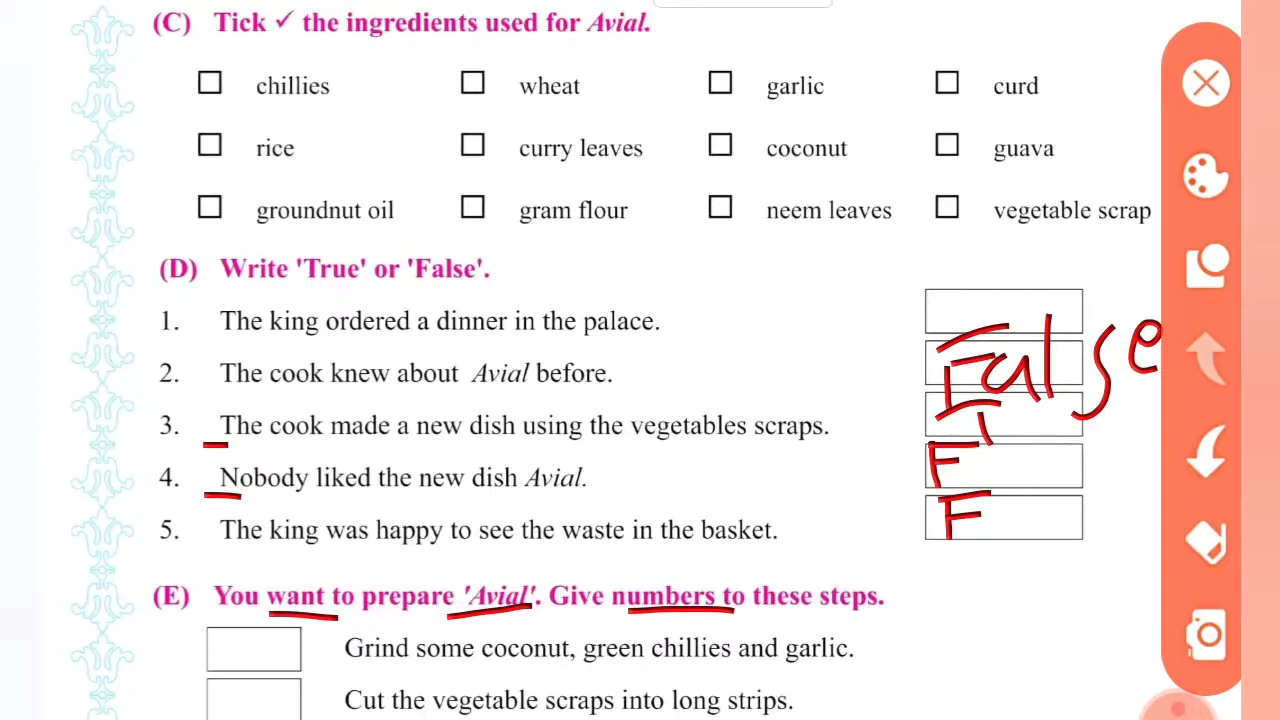 (C) Tick ✓ the ingredients used for Avial.
chillies wheat garlic curd
rice curry leaves coconut guava
groundnut oil gram flour neem leaves vegetable scrap
(D) Write 'True' or 'False'.
1. The king ordered a dinner in the palace.
2. The cook knew about Avial before. False
3. The cook made a new dish using the vegetables scraps. T
4. Nobody liked the new dish Avial. F
5. The king was happy to see the waste in the basket. F
(E) You want to prepare 'Avial'. Give numbers to these steps.
Grind some coconut, green chillies and garlic.
Cut the vegetable scraps into long strips.